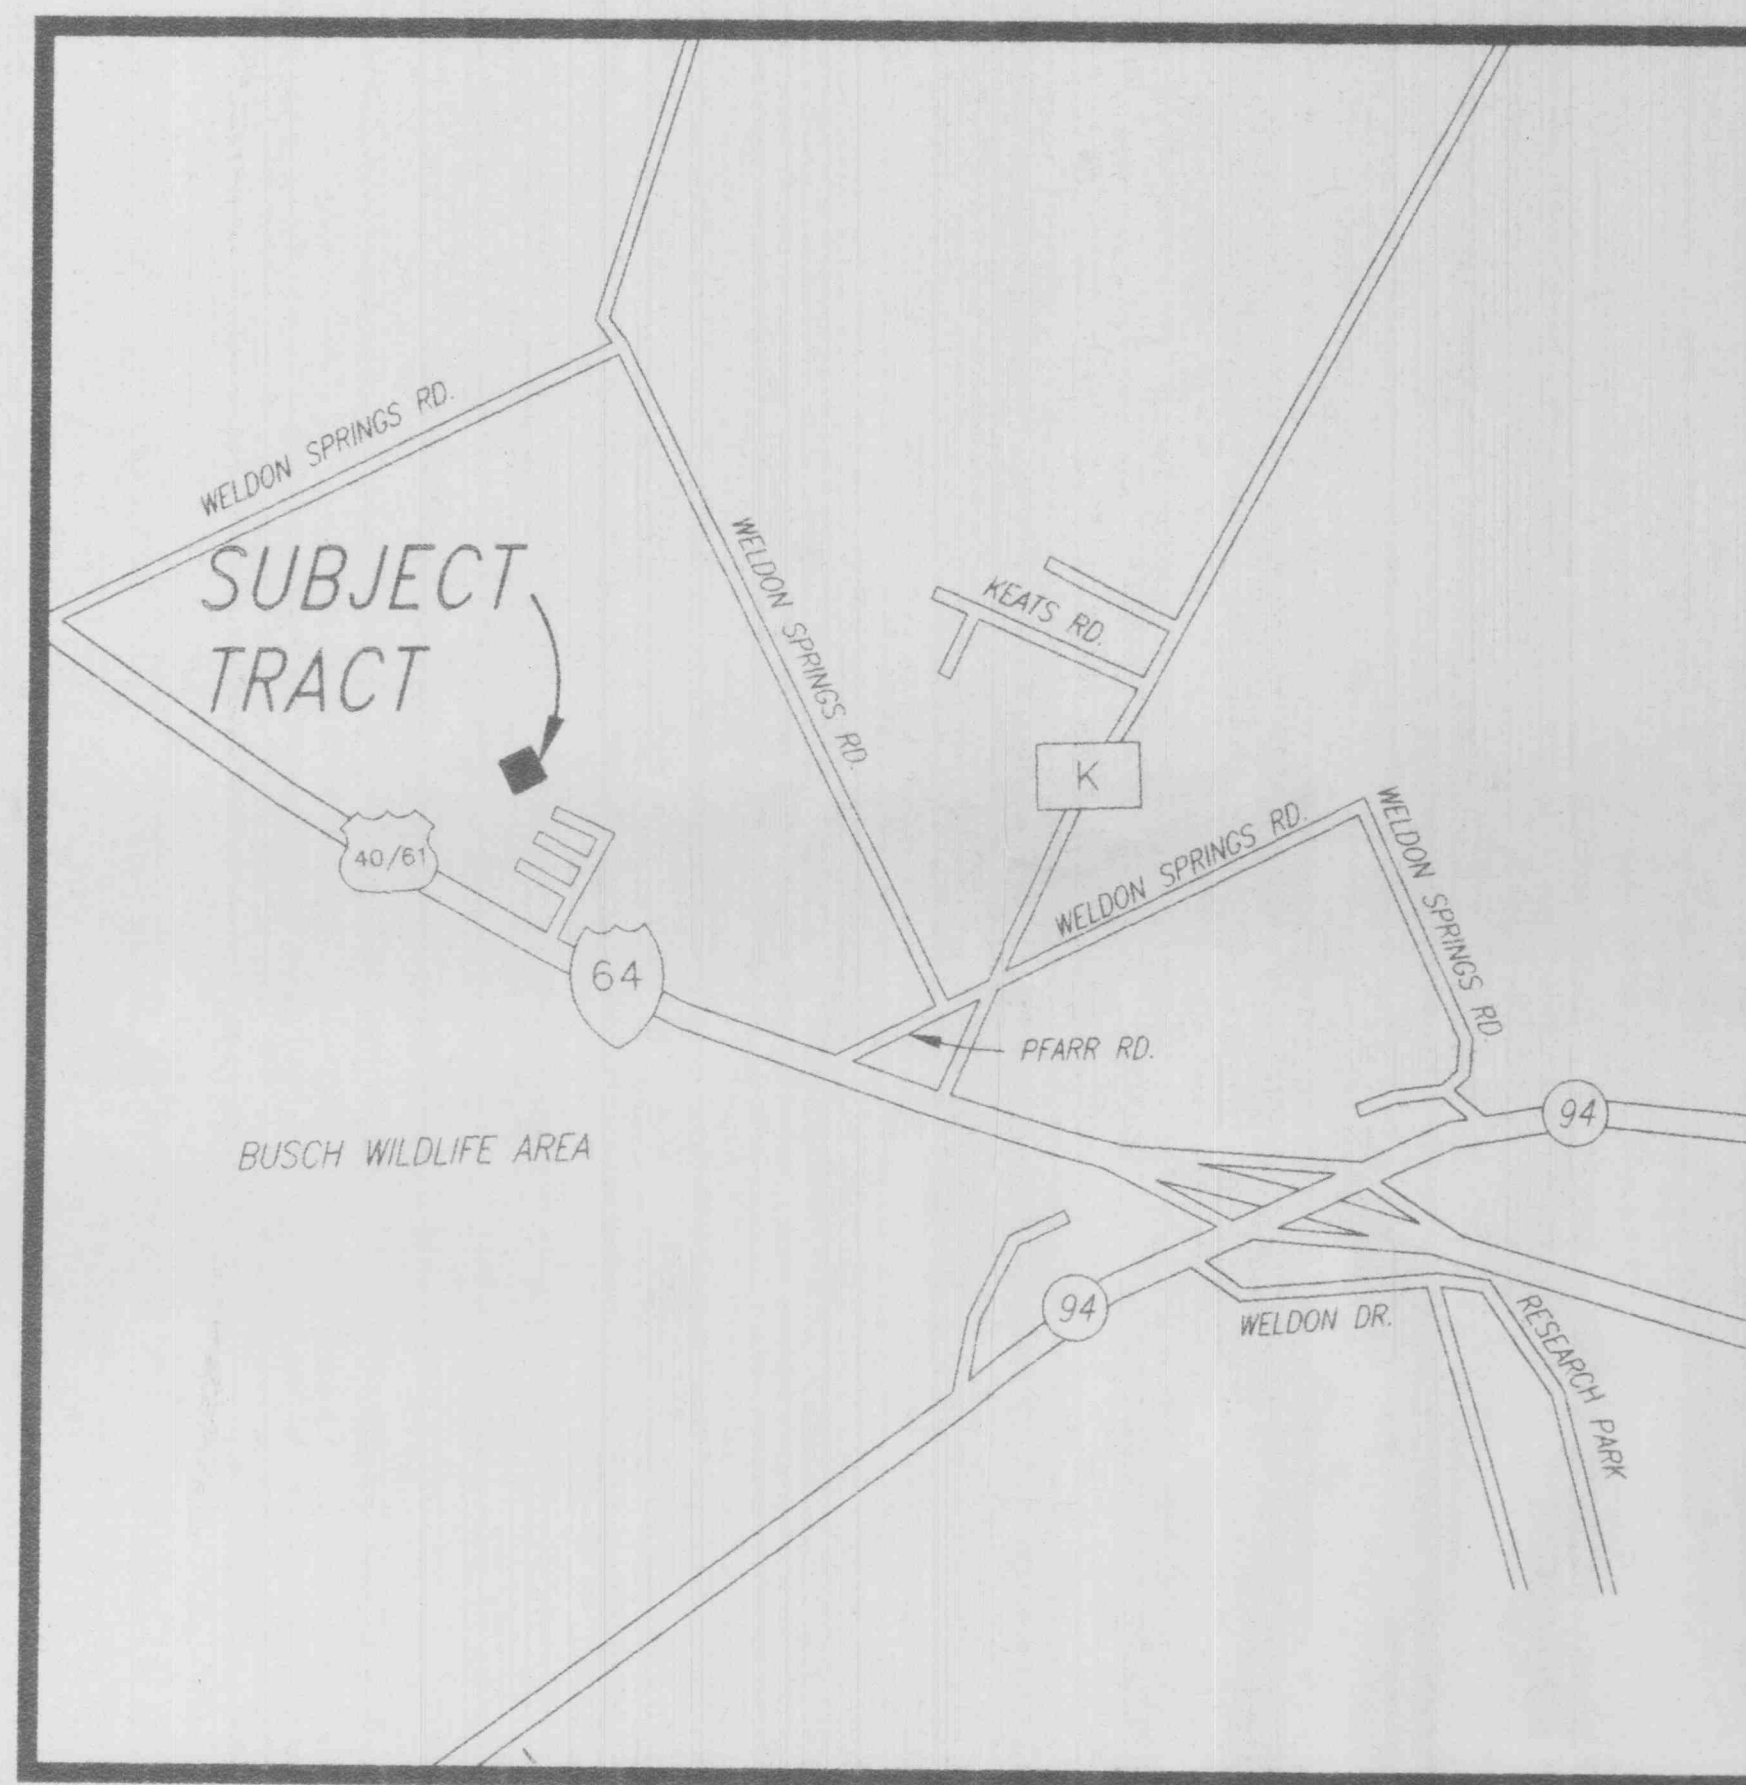 WELDON SPRINGS RD.
SUBJECT
TRACT
WELDON SPRINGS RD.
KEATS RD.
K
WELDON SPRINGS RD.
WELDON SPRINGS RD.
40/61
64
PFARR RD.
94
BUSCH WILDLIFE AREA
94
WELDON DR.
RESEARCH PARK